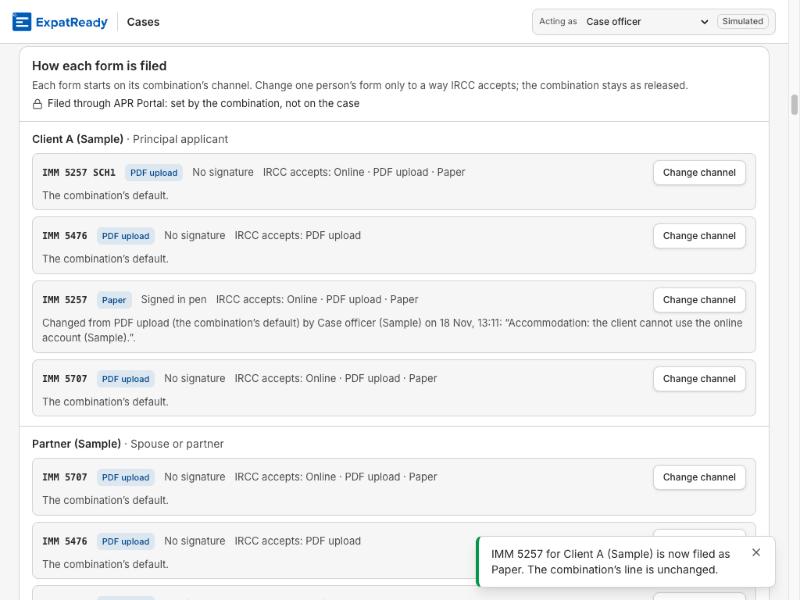 ExpatReady
Cases
Acting as Case officer Simulated
How each form is filed
Each form starts on its combination's channel. Change one person's form only to a way IRCC accepts; the combination stays as released.
Filed through APR Portal: set by the combination, not on the case
Client A (Sample) · Principal applicant
IMM 5257 SCH1 PDF upload No signature IRCC accepts: Online · PDF upload · Paper Change channel
The combination's default.
IMM 5476 PDF upload No signature IRCC accepts: PDF upload Change channel
The combination's default.
IMM 5257 Paper Signed in pen IRCC accepts: Online · PDF upload · Paper Change channel
Changed from PDF upload (the combination's default) by Case officer (Sample) on 18 Nov, 13:11: “Accommodation: the client cannot use the online
account (Sample).”.
IMM 5707 PDF upload No signature IRCC accepts: Online · PDF upload · Paper Change channel
The combination's default.
Partner (Sample) · Spouse or partner
IMM 5707 PDF upload No signature IRCC accepts: Online · PDF upload · Paper Change channel
The combination's default.
IMM 5476 PDF upload No signature IRCC accepts: PDF upload
The combination's default.
IMM 5257 for Client A (Sample) is now filed as
Paper. The combination's line is unchanged.